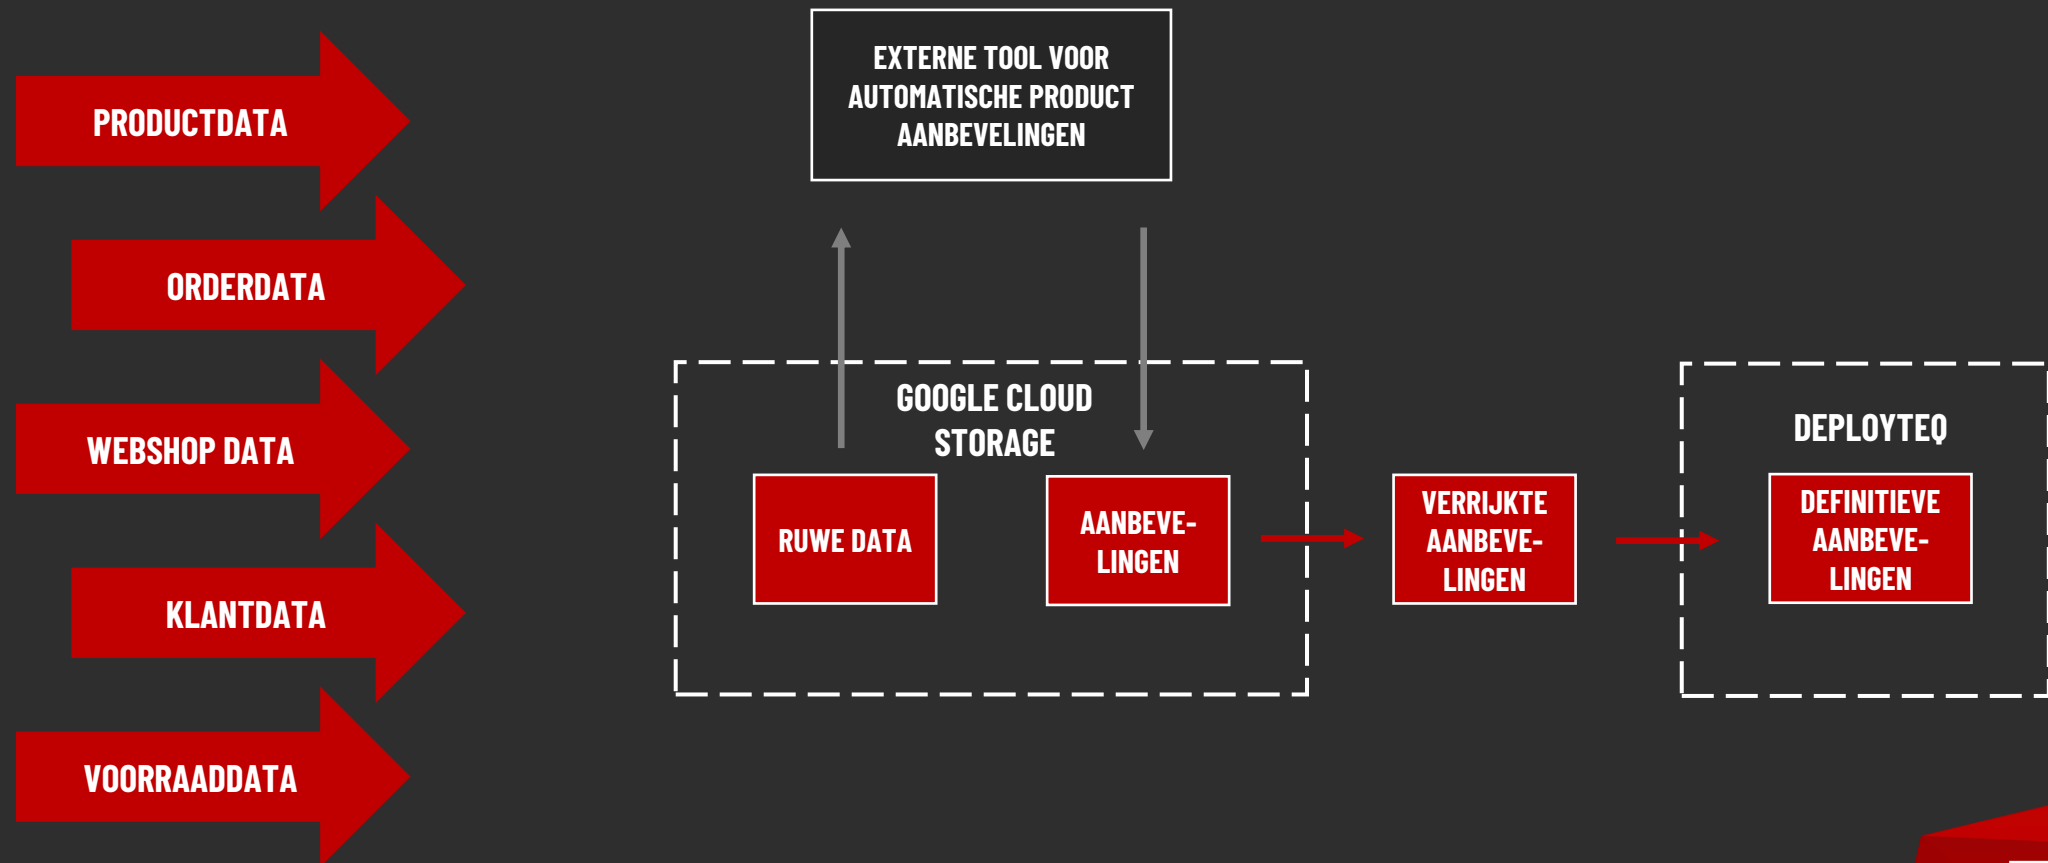 PRODUCTDATA
ORDERDATA
WEBSHOP DATA
KLANTDATA
VOORRAADDATA
EXTERNE TOOL VOOR
AUTOMATISCHE PRODUCT
AANBEVELINGEN
GOOGLE CLOUD
STORAGE
RUWE DATA
AANBEVE-
LINGEN
VERRIJKTE
AANBEVE-
LINGEN
DEPLOYTEQ
DEFINITIEVE
AANBEVE-
LINGEN